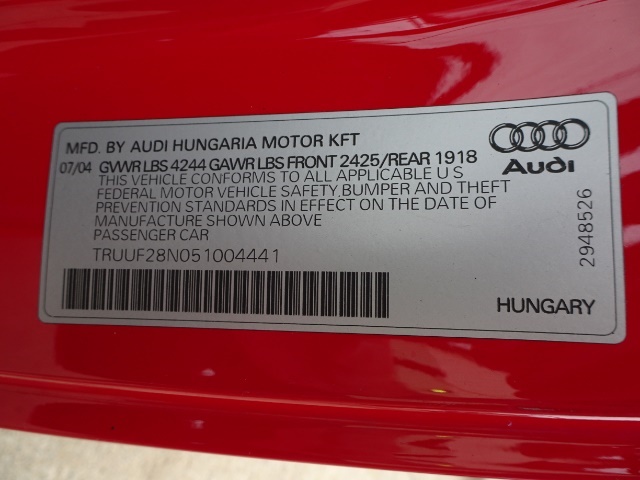 MFD. BY AUDI HUNGARIA MOTOR KFT
07/04 GVWR LBS 4244 GAWR LBS FRONT 2425/REAR 1918
THIS VEHICLE CONFORMS TO ALL APPLICABLE U S
FEDERAL MOTOR VEHICLE SAFETY, BUMPER AND THEFT
PREVENTION STANDARDS IN EFFECT ON THE DATE OF
MANUFACTURE SHOWN ABOVE
PASSENGER CAR
TRUUF28N051004441
Audi
2948526
HUNGARY